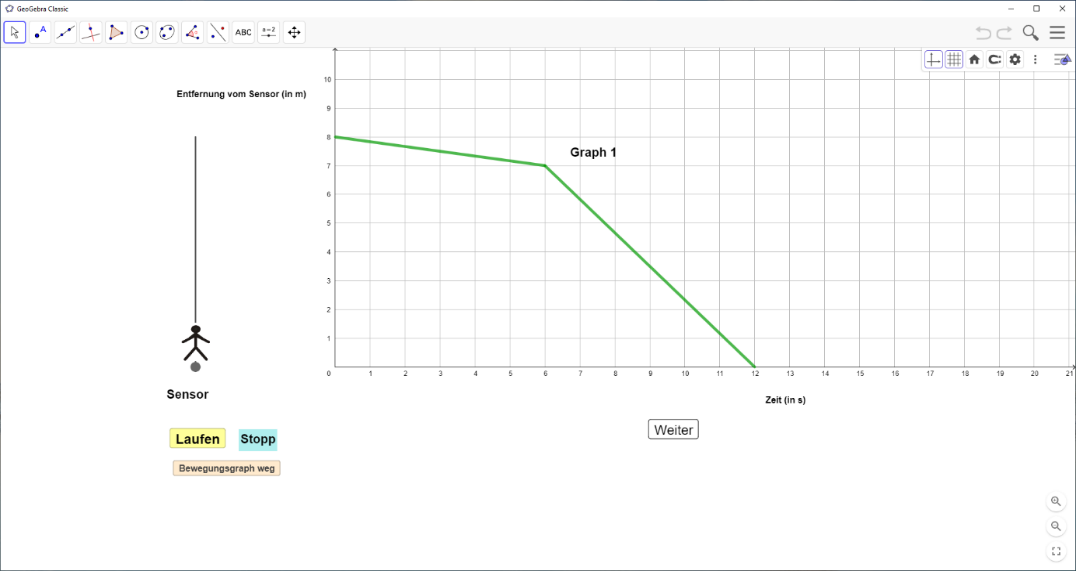 GeoGebra Classic
A
ABC
a=2
Entfernung vom Sensor (in m)
10
9
8
7
6
5
4
3
2
1
Graph 1
0 1 2 3 4 5 6 7 8 9 10 11 12 13 14 15 16 17 18 19 20 21
Zeit (in s)
Sensor
Laufen Stopp
Bewegungsgraph weg
Weiter